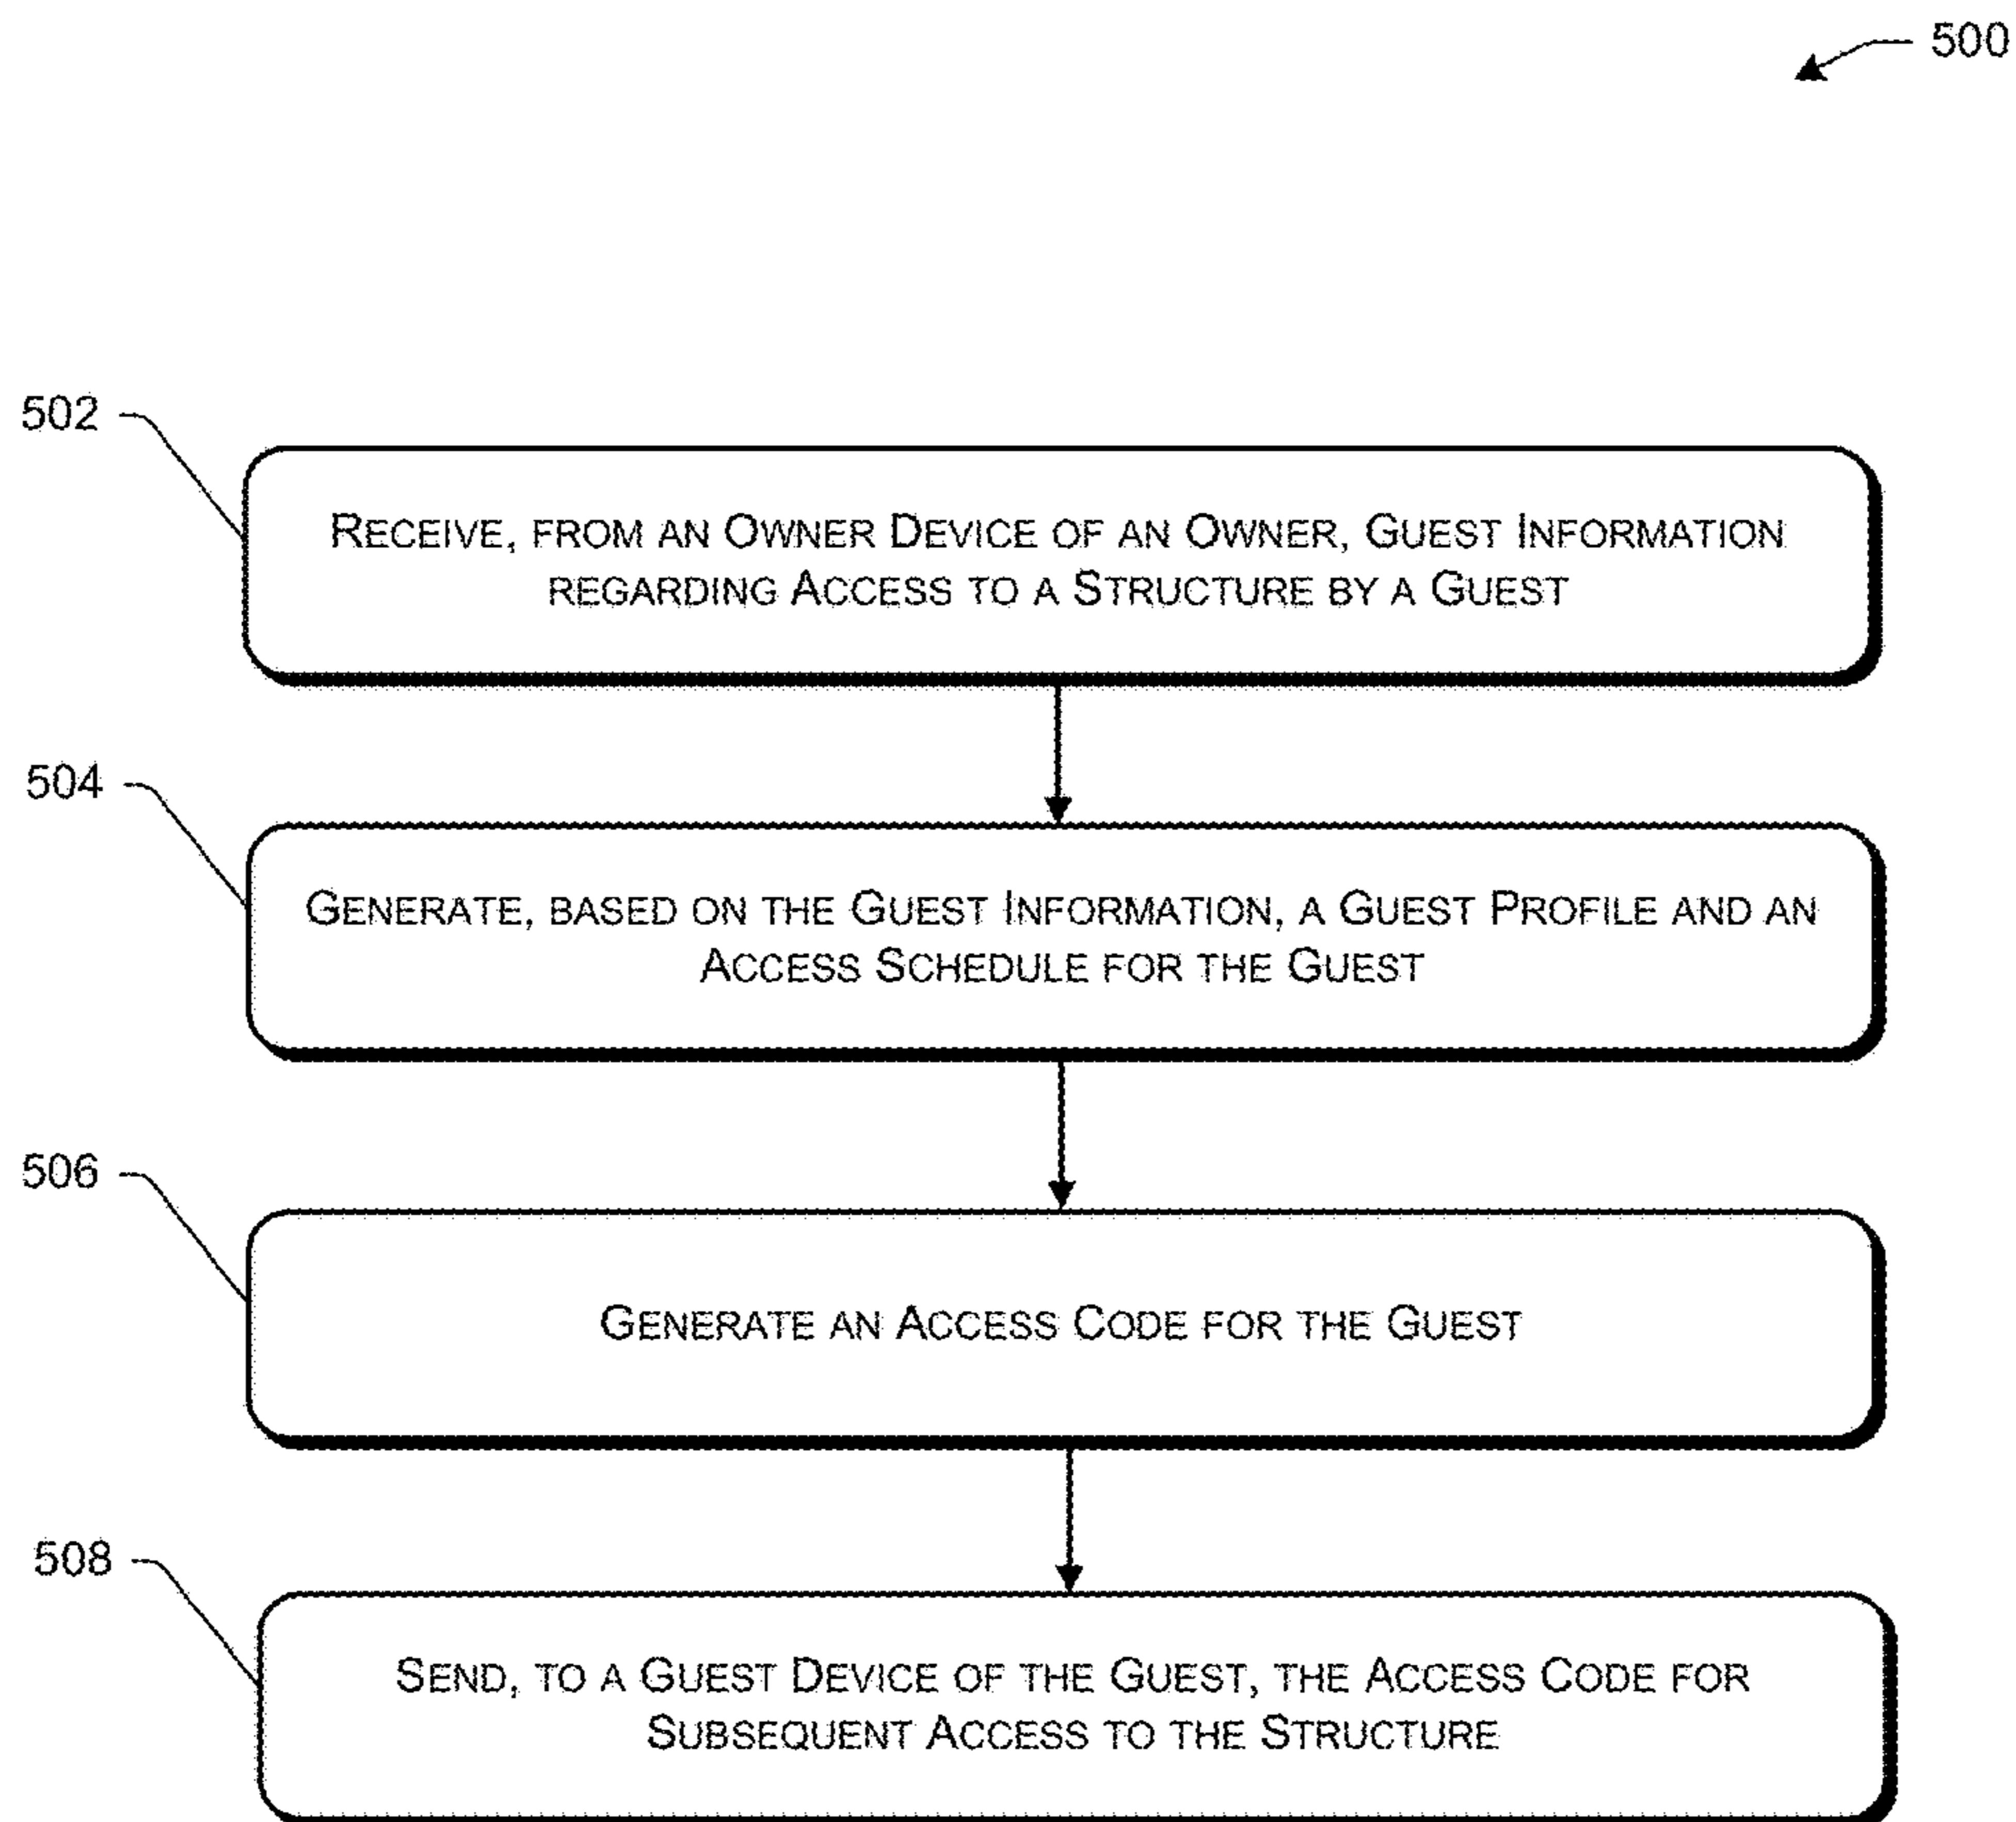 500
502
RECEIVE, FROM AN OWNER DEVICE OF AN OWNER, GUEST INFORMATION
REGARDING ACCESS TO A STRUCTURE BY A GUEST
504
GENERATE, BASED ON THE GUEST INFORMATION, A GUEST PROFILE AND AN
ACCESS SCHEDULE FOR THE GUEST
506
GENERATE AN ACCESS CODE FOR THE GUEST
508
SEND, TO A GUEST DEVICE OF THE GUEST, THE ACCESS CODE FOR
SUBSEQUENT ACCESS TO THE STRUCTURE